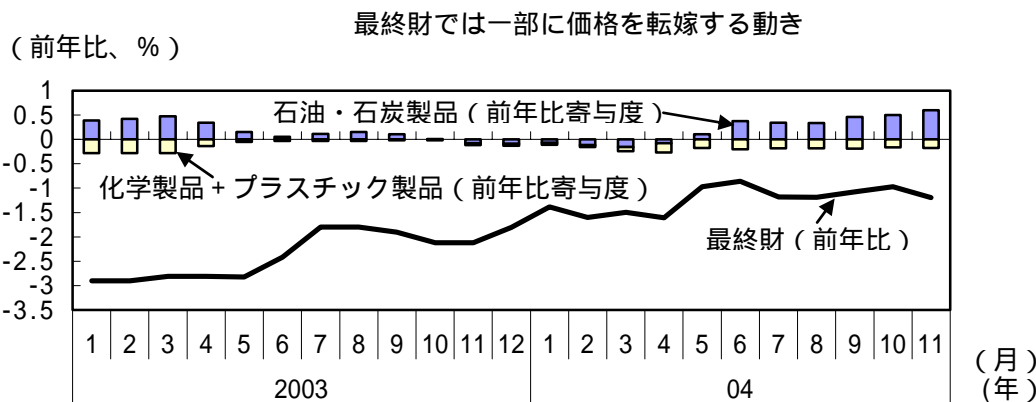 最終財では一部に価格を転嫁する動き
(前年比、%)
1
0.5
0
-0.5
-1
-1.5
-2
-2.5
-3
-3.5
石油・石炭製品(前年比寄与度)
化学製品+プラスチック製品(前年比寄与度)
最終財(前年比)
1 2 3 4 5 6 7 8 9 10 11 12 1 2 3 4 5 6 7 8 9 10 11
(月)
2003 04
(年)